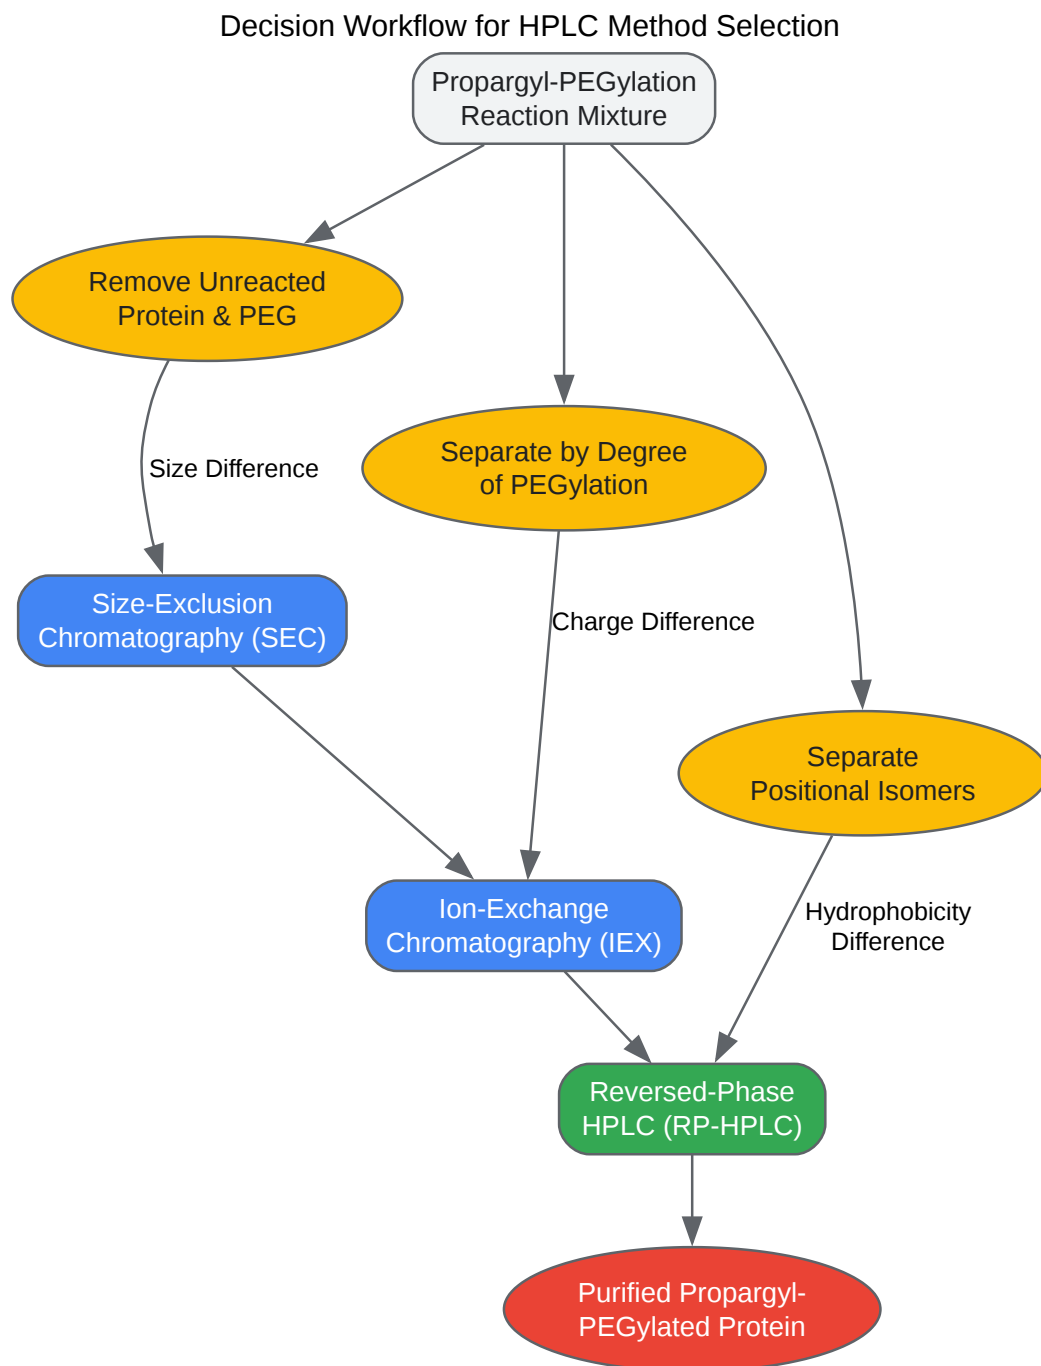 Decision Workflow for HPLC Method Selection
Propargyl-PEGylation
Reaction Mixture
Remove Unreacted
Protein & PEG
Size Difference
Separate by Degree
of PEGylation
Size-Exclusion
Chromatography (SEC)
Charge Difference
Separate
Positional Isomers
Ion-Exchange
Chromatography (IEX)
Hydrophobicity
Difference
Reversed-Phase
HPLC (RP-HPLC)
Purified Propargyl-
PEGylated Protein